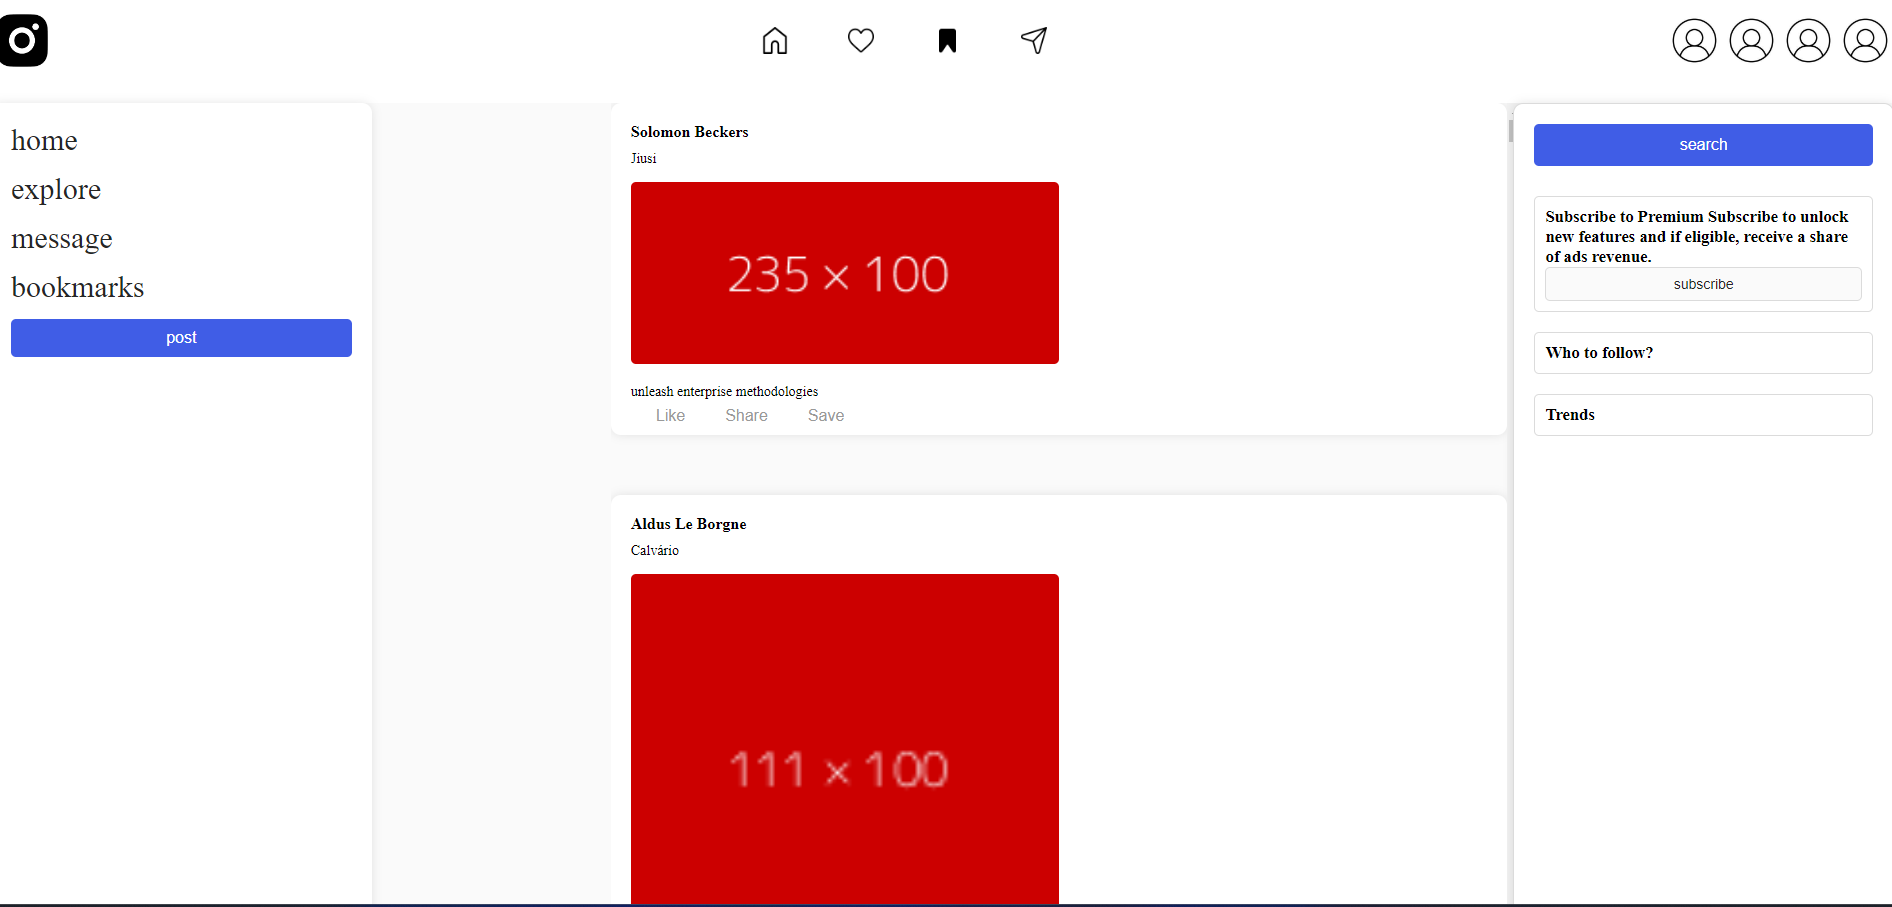 home
explore
message
bookmarks
post
Solomon Beckers
Jiusi
235 × 100
unleash enterprise methodologies
Like Share Save
Aldus Le Borgne
Calvário
111 × 100
search
Subscribe to Premium Subscribe to unlock
new features and if eligible, receive a share
of ads revenue.
subscribe
Who to follow?
Trends